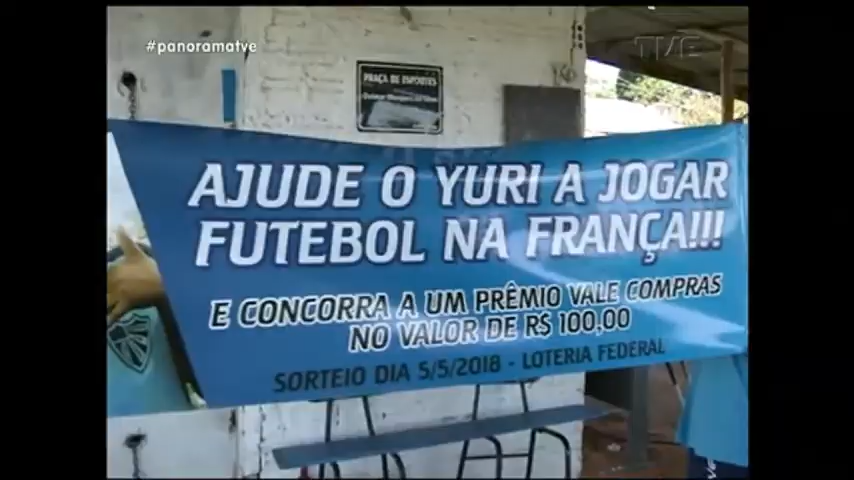 #panoramatve
TVE
PRAÇA DE ESPORTES
AJUDE O YURI A JOGAR
FUTEBOL NA FRANÇA!!!
E CONCORRA A UM PRÊMIO VALE COMPRAS
NO VALOR DE R$ 100,00
SORTEIO DIA 5/5/2018 - LOTERIA FEDERAL